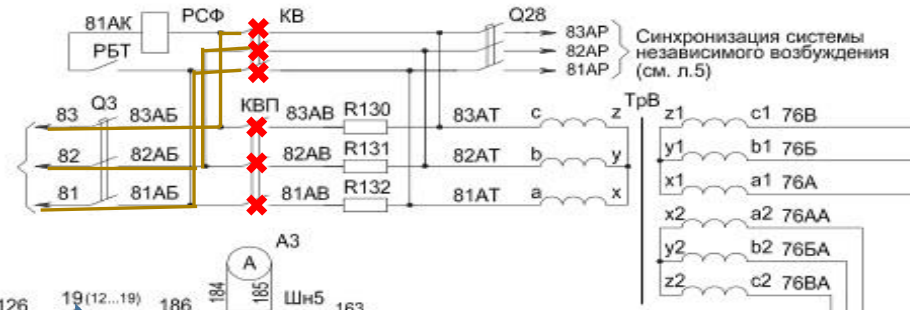 РСФ КВ Q28
81АК 83АР
Синхронизация системы
РБТ 82АР независимого возбуждения
81АР (см. л.5)
Q3 КВП ТрВ
83 83АБ 83АВ R130 83АТ c z z1 c1 76В
82 82АБ 82АВ R131 82АТ b y y1 b1 76Б
81 81АБ 81АВ R132 81АТ a x x1 a1 76А
x2 a2 76АА
А3
А y2 b2 76БА
z2 c2 76ВА
184 185
126 19(12...19) 186 Шн5 163